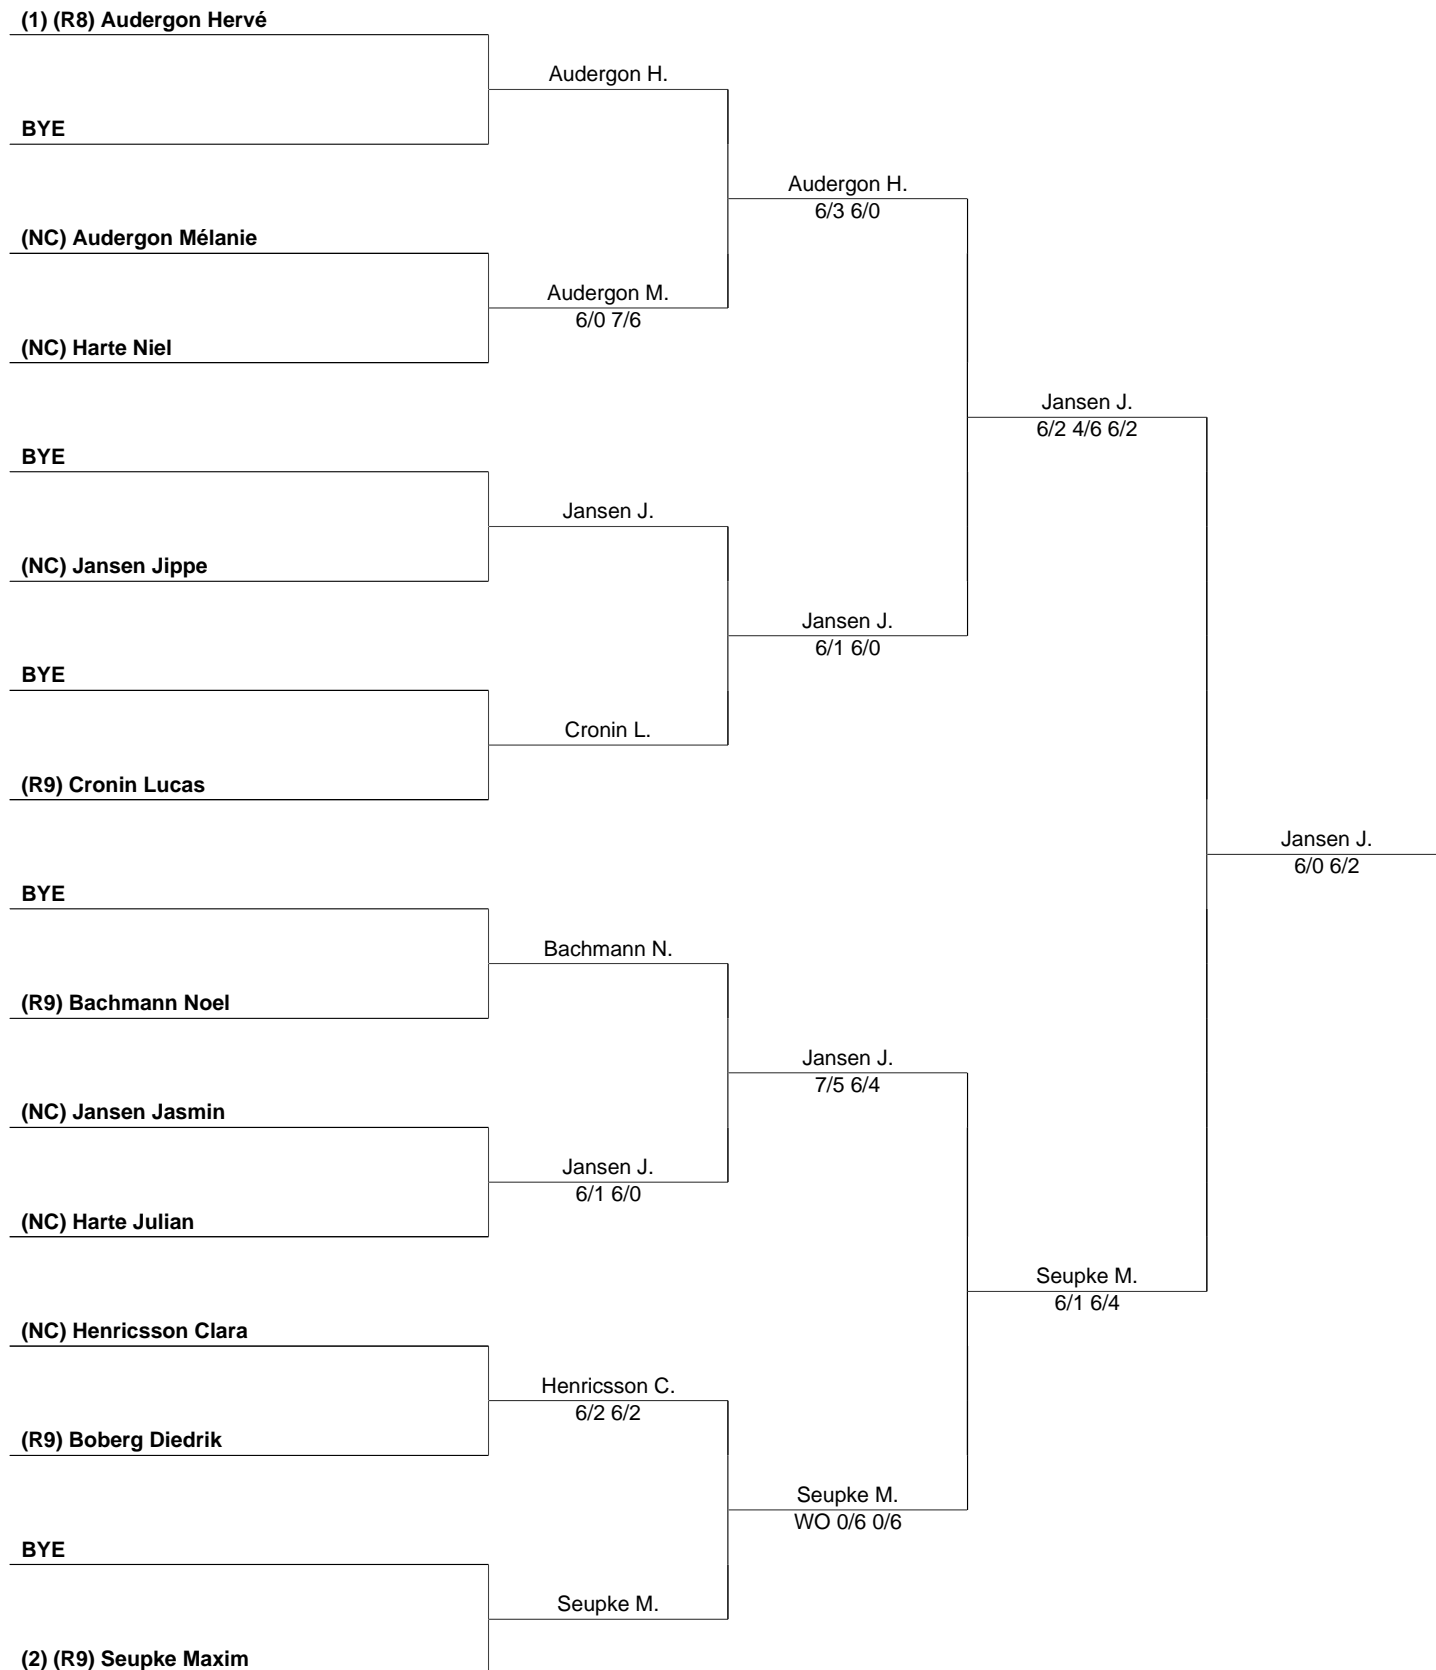 (1) (R8) Audergon Hervé
Audergon H.
BYE
Audergon H.
6/3 6/0
(NC) Audergon Mélanie
Audergon M.
6/0 7/6
(NC) Harte Niel
Jansen J.
6/2 4/6 6/2
BYE
Jansen J.
(NC) Jansen Jippe
Jansen J.
6/1 6/0
BYE
Cronin L.
(R9) Cronin Lucas
Jansen J.
6/0 6/2
BYE
Bachmann N.
(R9) Bachmann Noel
Jansen J.
7/5 6/4
(NC) Jansen Jasmin
Jansen J.
6/1 6/0
(NC) Harte Julian
Seupke M.
6/1 6/4
(NC) Henricsson Clara
Henricsson C.
6/2 6/2
(R9) Boberg Diedrik
Seupke M.
WO 0/6 0/6
BYE
Seupke M.
(2) (R9) Seupke Maxim